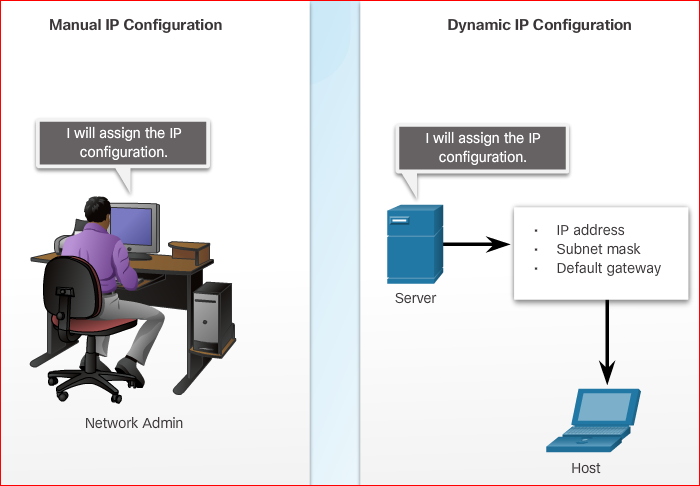 Manual IP Configuration
I will assign the IP
configuration.
Network Admin
Dynamic IP Configuration
I will assign the IP
configuration.
Server
· IP address
· Subnet mask
· Default gateway
Host